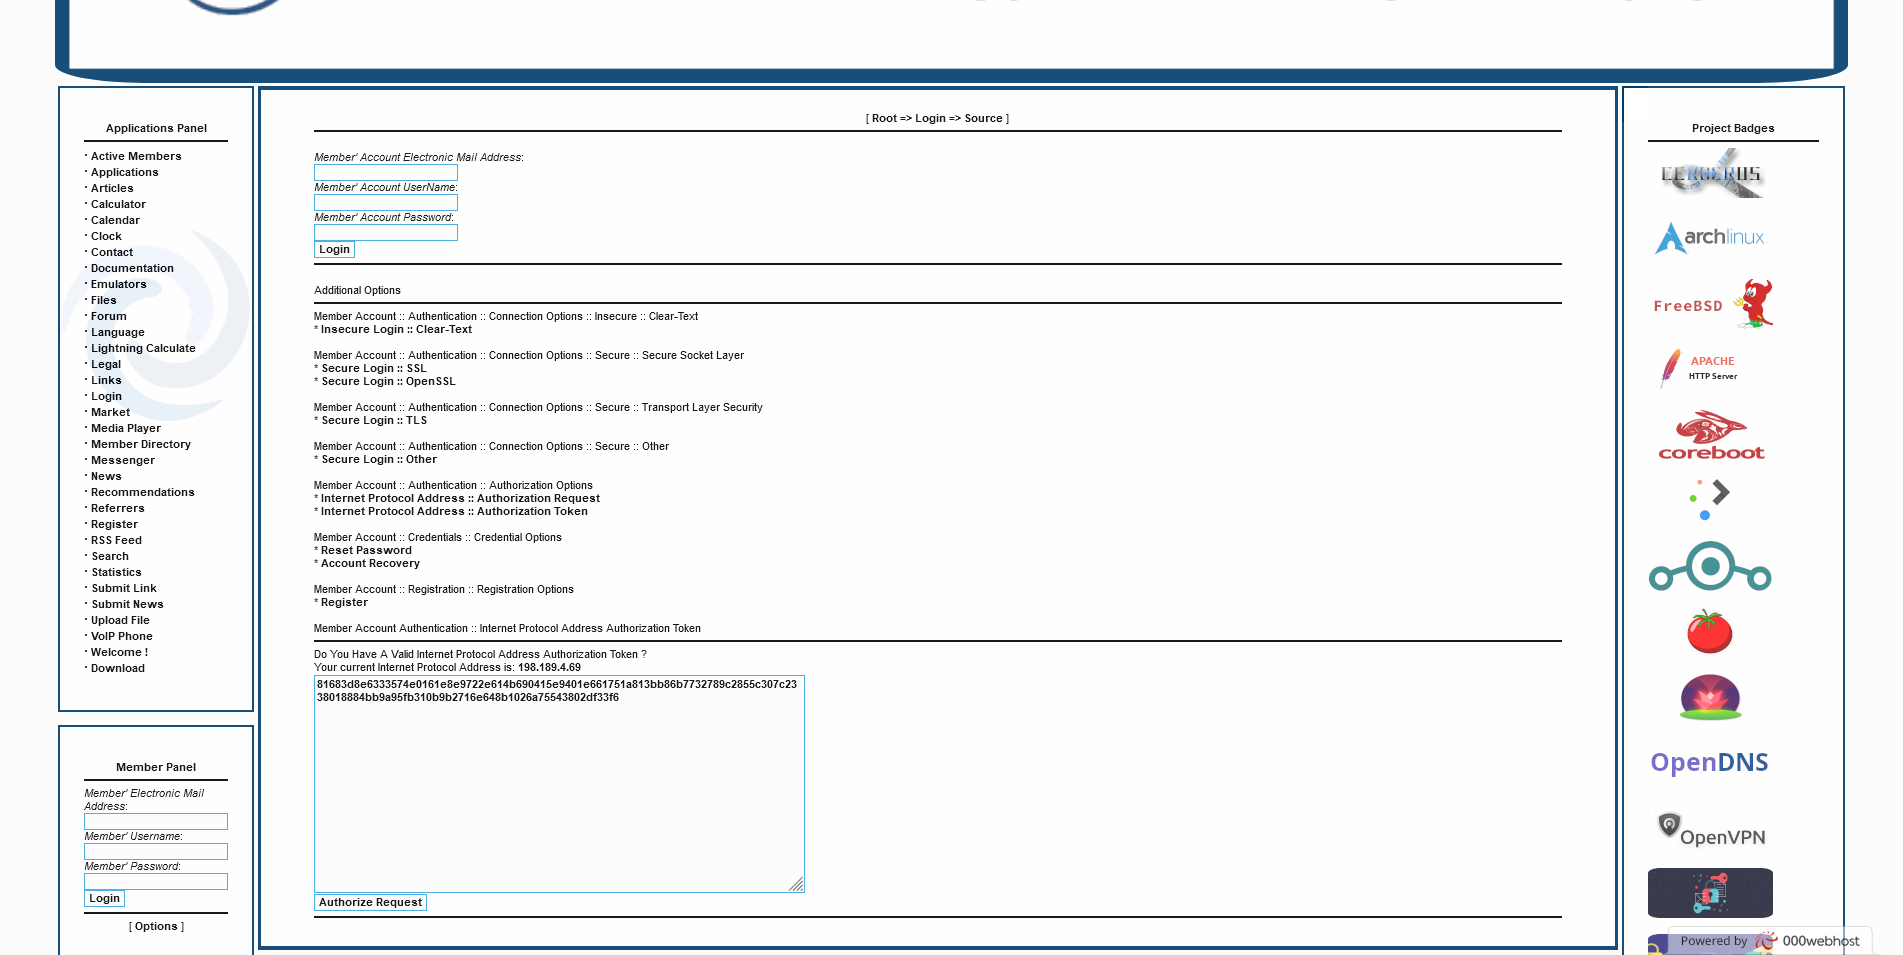 Applications Panel
· Active Members
· Applications
· Articles
· Calculator
· Calendar
· Clock
· Contact
· Documentation
· Emulators
· Files
· Forum
· Language
· Lightning Calculate
· Legal
· Links
· Login
· Market
· Media Player
· Member Directory
· Messenger
· News
· Recommendations
· Referrers
· Register
· RSS Feed
· Search
· Statistics
· Submit Link
· Submit News
· Upload File
· VoIP Phone
· Welcome !
· Download
Member Panel
Member' Electronic Mail
Address:
Member' Username:
Member' Password:
Login
[ Options ]
[ Root => Login => Source ]
Member' Account Electronic Mail Address:
Member' Account UserName:
Member' Account Password:
Login
Additional Options
Member Account :: Authentication :: Connection Options :: Insecure :: Clear-Text
* Insecure Login :: Clear-Text
Member Account :: Authentication :: Connection Options :: Secure :: Secure Socket Layer
* Secure Login :: SSL
* Secure Login :: OpenSSL
Member Account :: Authentication :: Connection Options :: Secure :: Transport Layer Security
* Secure Login :: TLS
Member Account :: Authentication :: Connection Options :: Secure :: Other
* Secure Login :: Other
Member Account :: Authentication :: Authorization Options
* Internet Protocol Address :: Authorization Request
* Internet Protocol Address :: Authorization Token
Member Account :: Credentials :: Credential Options
* Reset Password
* Account Recovery
Member Account :: Registration :: Registration Options
* Register
Member Account Authentication :: Internet Protocol Address Authorization Token
Do You Have A Valid Internet Protocol Address Authorization Token ?
Your current Internet Protocol Address is: 198.189.4.69
81683d8e6333574e0161e8e9722e614b690415e9401e661751a813bb86b7732789c2855c307c23
38018884bb9a95fb310b9b2716e648b1026a75543802df33f6
Authorize Request
Project Badges
CERBERUS
archlinux
FreeBSD
APACHE
HTTP Server
coreboot
OpenDNS
OpenVPN
Powered by 000webhost